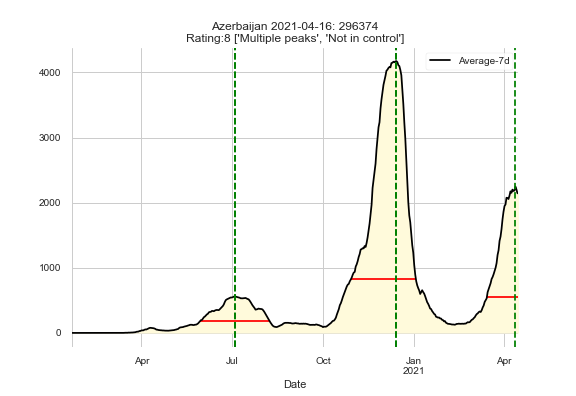 Azerbaijan 2021-04-16: 296374
Rating:8 ['Multiple peaks', 'Not in control']
Average-7d
4000
3000
2000
1000
0
Apr
Jul
Oct
Jan
2021
Apr
Date